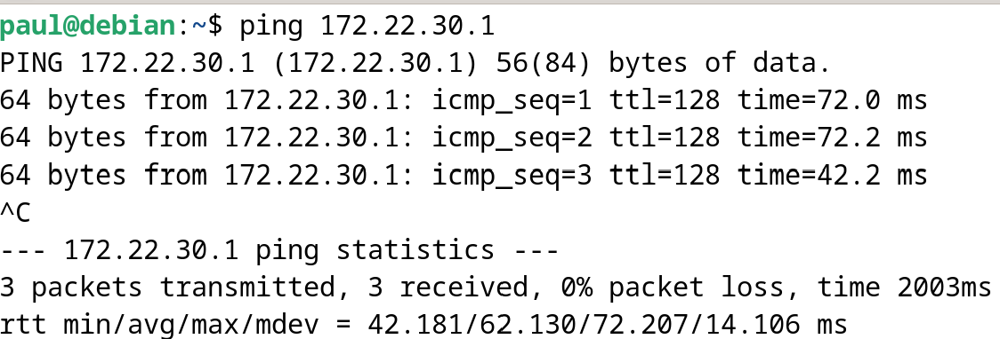 paul@debian:~$ ping 172.22.30.1
PING 172.22.30.1 (172.22.30.1) 56(84) bytes of data.
64 bytes from 172.22.30.1: icmp_seq=1 ttl=128 time=72.0 ms
64 bytes from 172.22.30.1: icmp_seq=2 ttl=128 time=72.2 ms
64 bytes from 172.22.30.1: icmp_seq=3 ttl=128 time=42.2 ms
^C
--- 172.22.30.1 ping statistics ---
3 packets transmitted, 3 received, 0% packet loss, time 2003ms
rtt min/avg/max/mdev = 42.181/62.130/72.207/14.106 ms